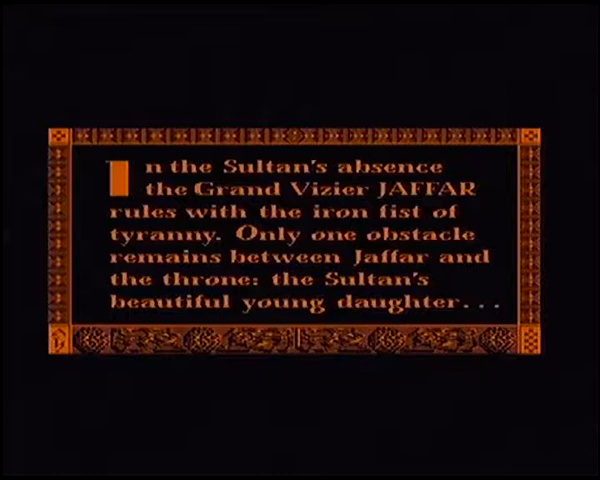 In the Sultan's absence
the Grand Vizier JAFFAR
rules with the iron fist of
tyranny. Only one obstacle
remains between Jaffar and
the throne: the Sultan's
beautiful young daughter...